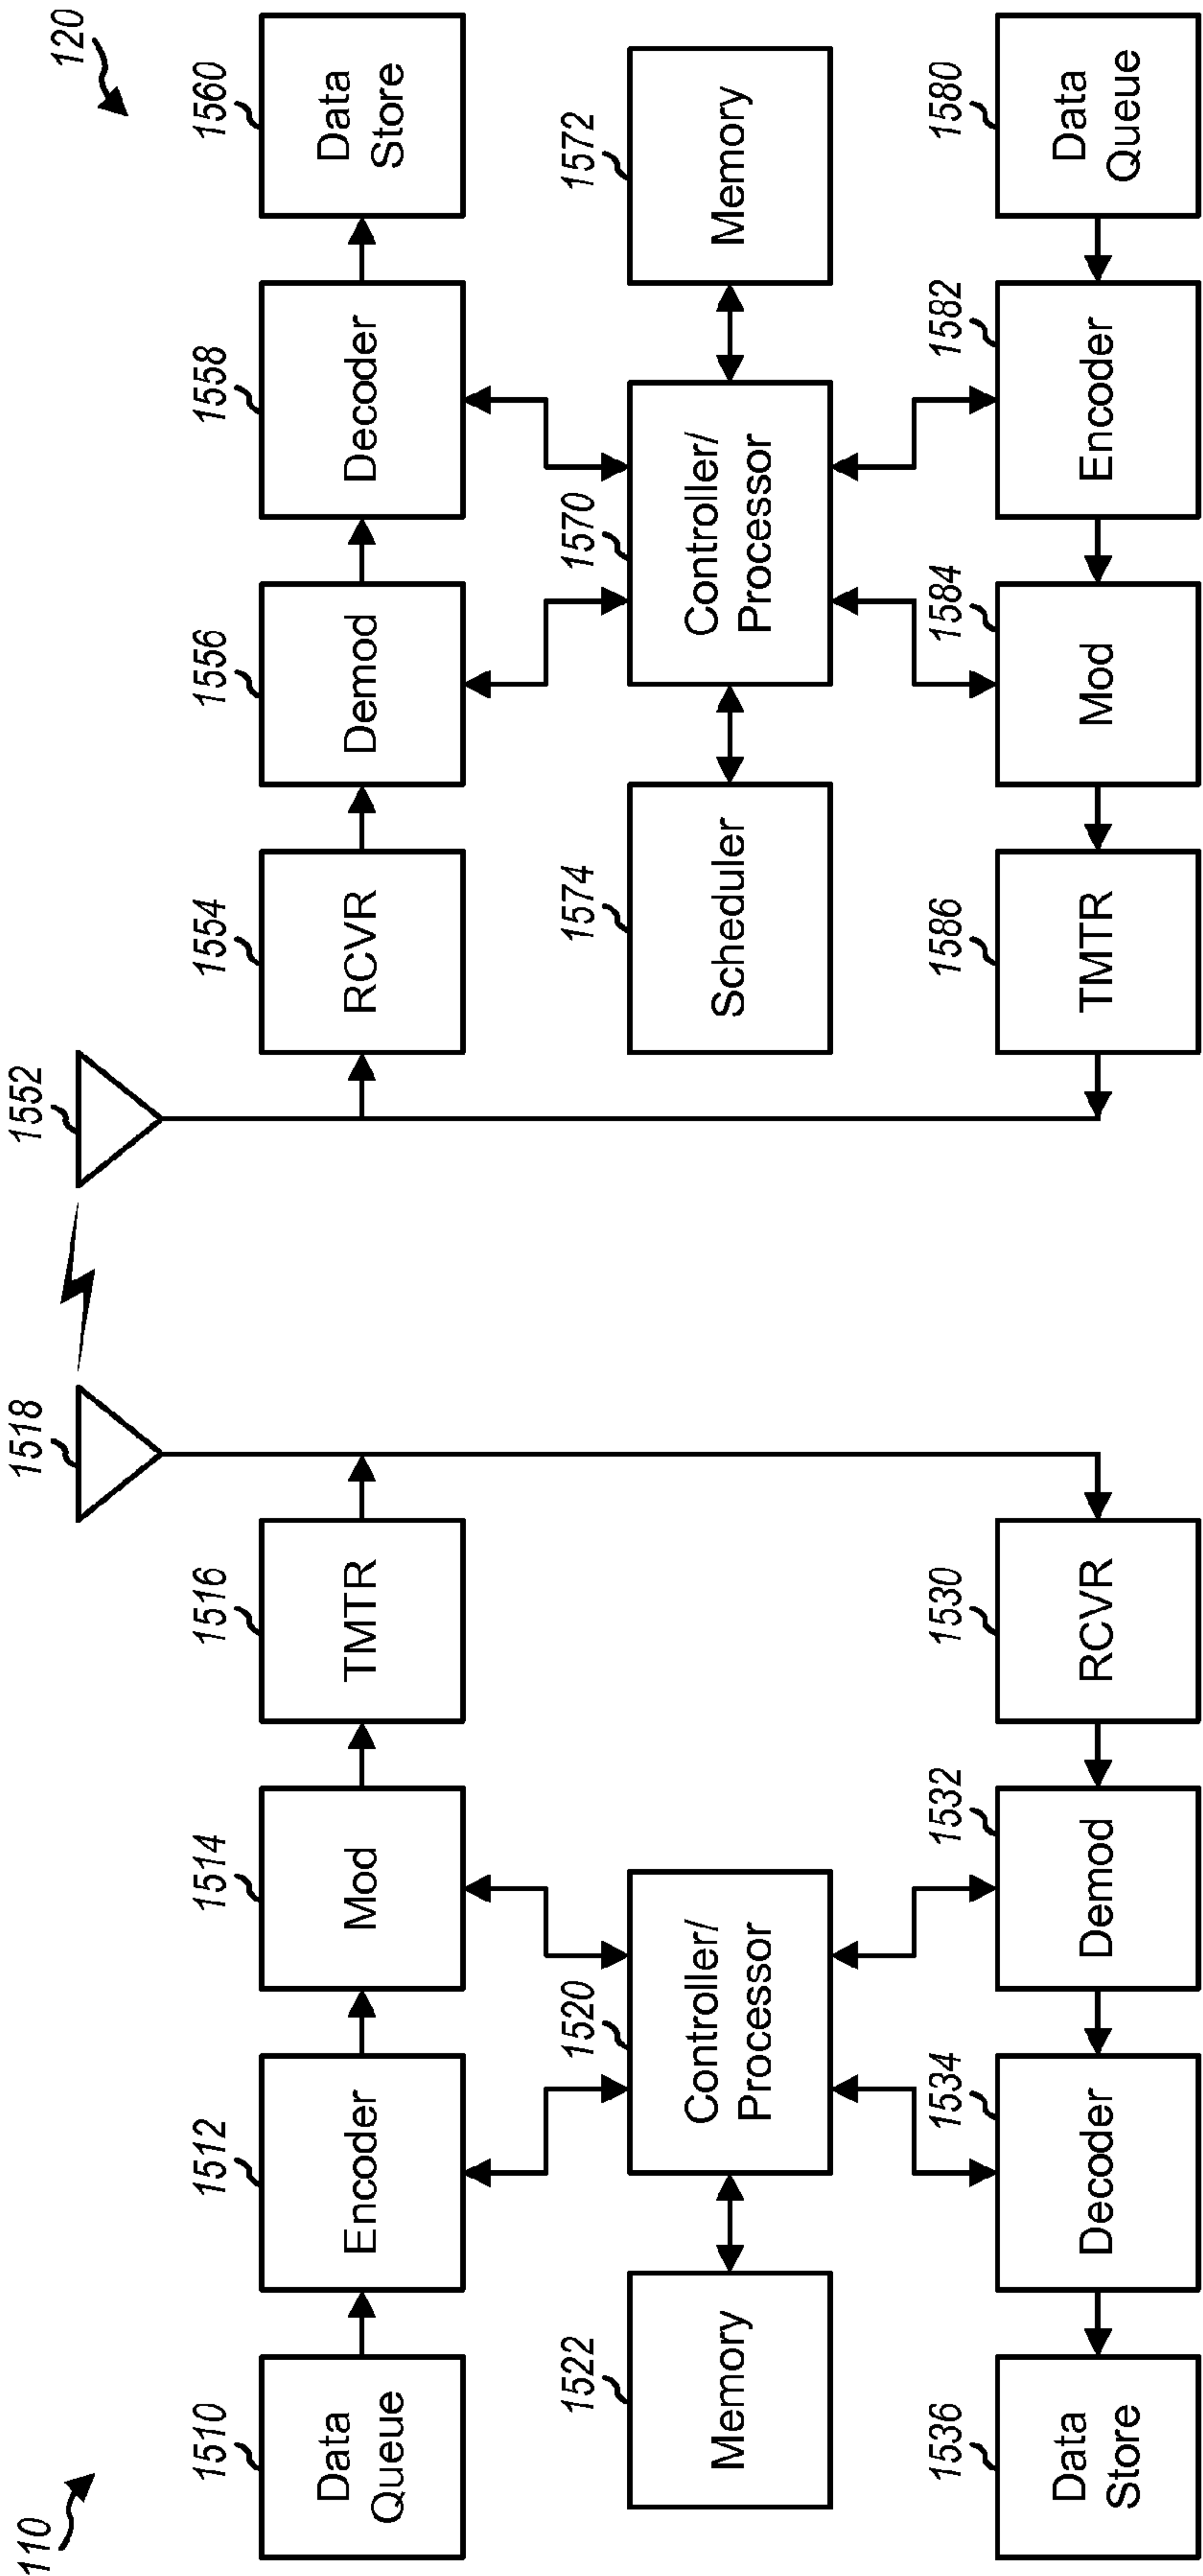 110
120
1510
Data
Queue
1512
Encoder
1514
Mod
1516
TMTR
1518
1552
1554
RCVR
1556
Demod
1558
Decoder
1560
Data
Store
1522
Memory
1520
Controller/
Processor
1574
Scheduler
1570
Controller/
Processor
1572
Memory
1536
Data
Store
1534
Decoder
1532
Demod
1530
RCVR
1586
TMTR
1584
Mod
1582
Encoder
1580
Data
Queue